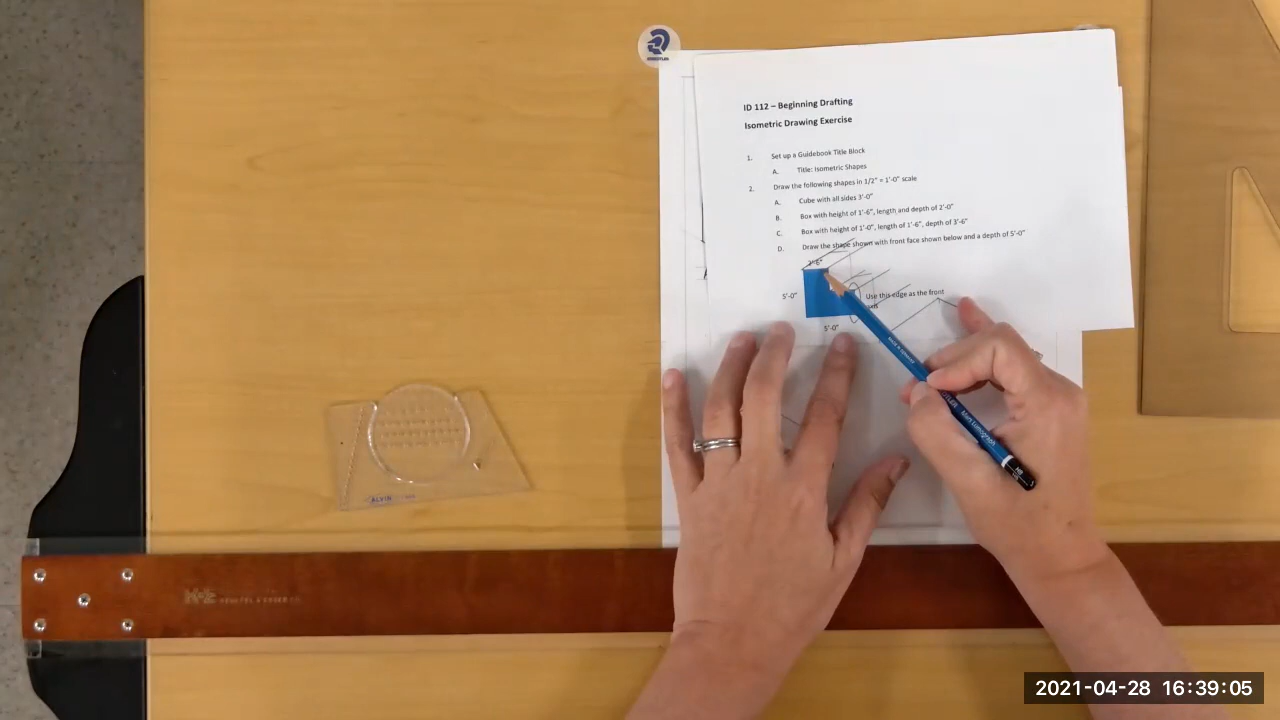 ID 112 – Beginning Drafting
Isometric Drawing Exercise
1. Set up a Guidebook Title Block
A. Title: Isometric Shapes
2. Draw the following shapes in 1/2" = 1'-0" scale
A. Cube with all sides 3'-0"
B. Box with height of 1'-6", length and depth of 2'-0"
C. Box with height of 1'-0", length of 1'-6", depth of 3'-6"
D. Draw the shape shown with front face shown below and a depth of 5'-0"
5'-0"
Use this edge as the front
axis
5'-0"
ALVIN
2021-04-28 16:39:05